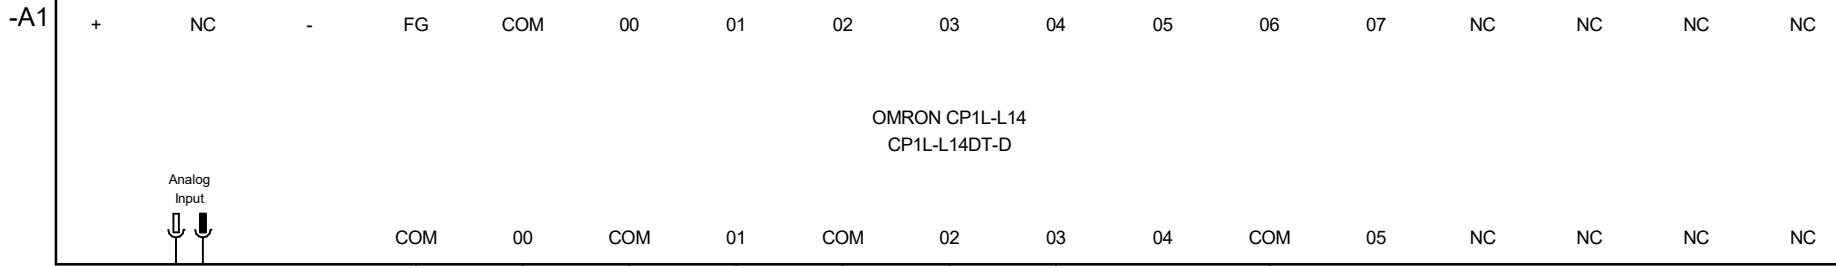 -A1
+ NC - FG COM 00 01 02 03 04 05 06 07 NC NC NC NC
OMRON CP1L-L14
CP1L-L14DT-D
Analog
Input
COM 00 COM 01 COM 02 03 04 COM 05 NC NC NC NC